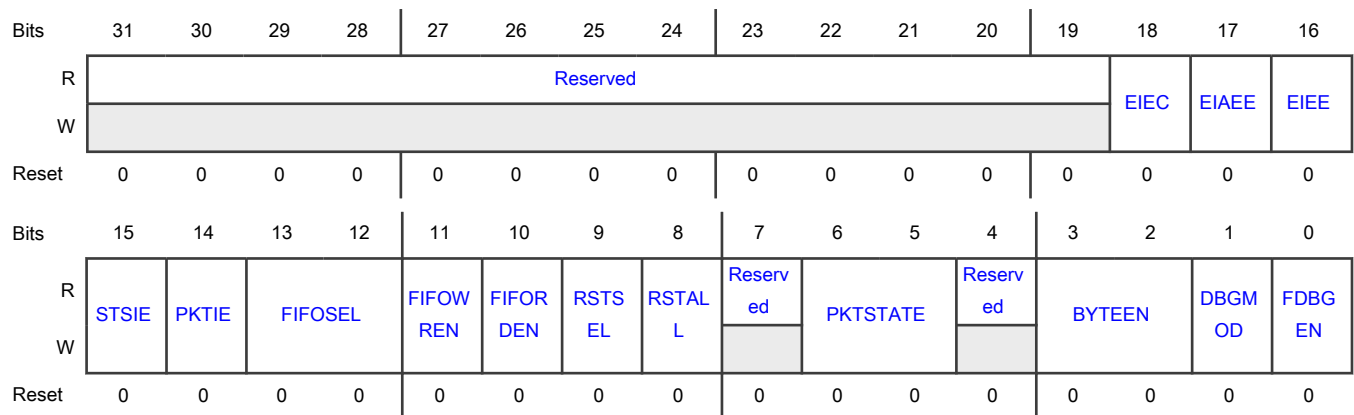 Bits 31 30 29 28 27 26 25 24 23 22 21 20 19 18 17 16
R Reserved EIEC EIAEE EIEE
W
Reset 0 0 0 0 0 0 0 0 0 0 0 0 0 0 0 0
Bits 15 14 13 12 11 10 9 8 7 6 5 4 3 2 1 0
R STSIE PKTIE FIFOSEL FIFOW FIFOR RSTS RSTAL Reserv PKTSTATE Reserv BYTEEN DBGM FDBG
REN DEN EL L ed ed OD EN
W
Reset 0 0 0 0 0 0 0 0 0 0 0 0 0 0 0 0